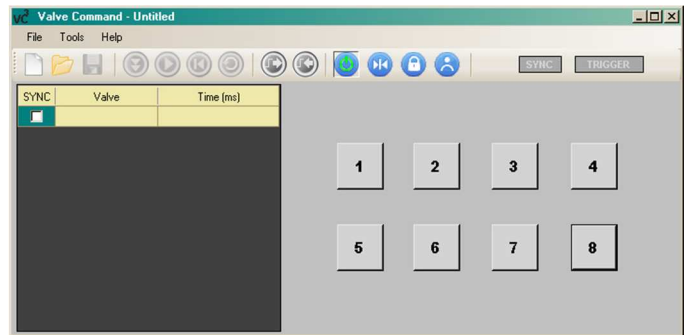 vc Valve Command - Untitled
File Tools Help
SYNC TRIGGER
SYNC Valve Time (ms)
1 2 3 4
5 6 7 8